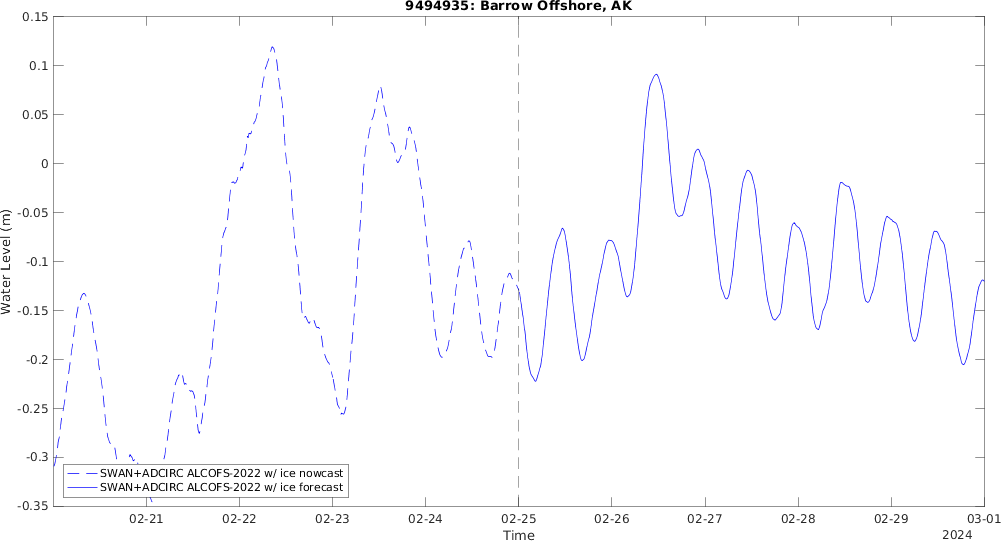 9494935: Barrow Offshore, AK
0.15
0.1
0.05
0
-0.05
-0.1
-0.15
-0.2
-0.25
-0.3
-0.35
Water Level (m)
SWAN+ADCIRC ALCOFS-2022 w/ ice nowcast
SWAN+ADCIRC ALCOFS-2022 w/ ice forecast
02-21 02-22 02-23 02-24 02-25 02-26 02-27 02-28 02-29 03-01
Time
2024